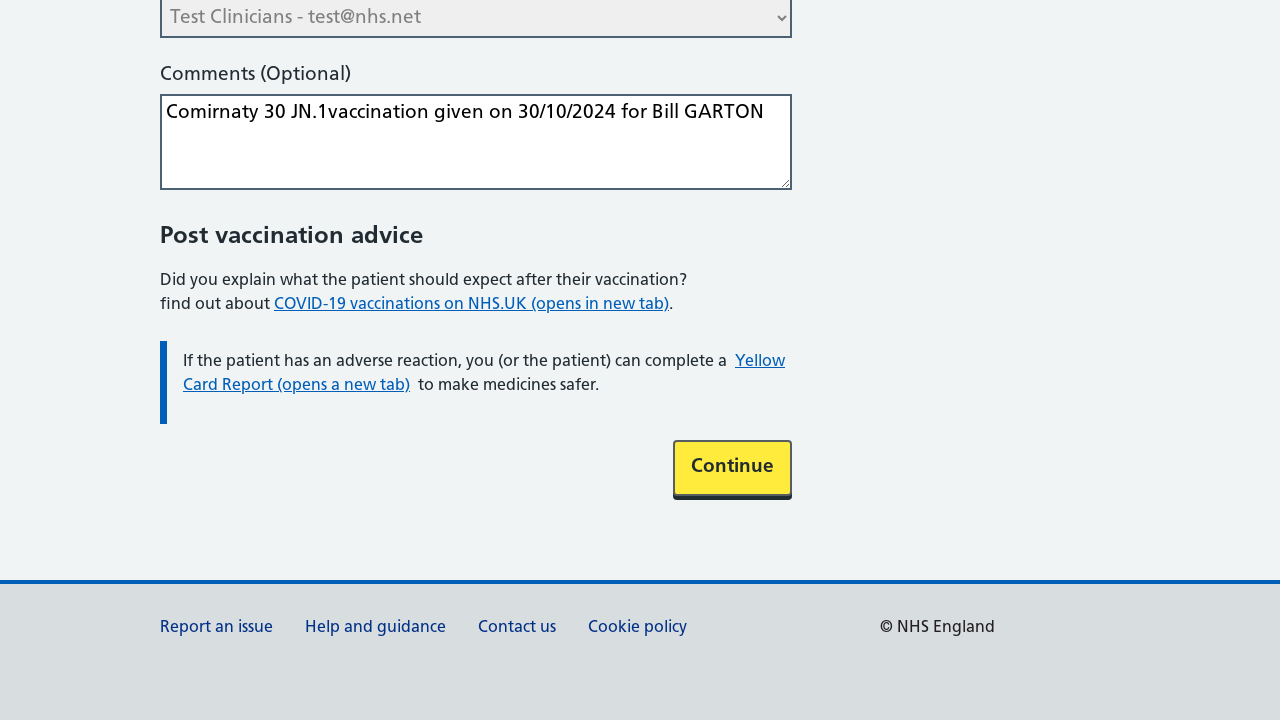 Test Clinicians - test@nhs.net
Comments (Optional)
Comirnaty 30 JN.1vaccination given on 30/10/2024 for Bill GARTON
Post vaccination advice
Did you explain what the patient should expect after their vaccination?
find out about COVID-19 vaccinations on NHS.UK (opens in new tab).
If the patient has an adverse reaction, you (or the patient) can complete a Yellow
Card Report (opens a new tab) to make medicines safer.
Continue
Report an issue Help and guidance Contact us Cookie policy © NHS England